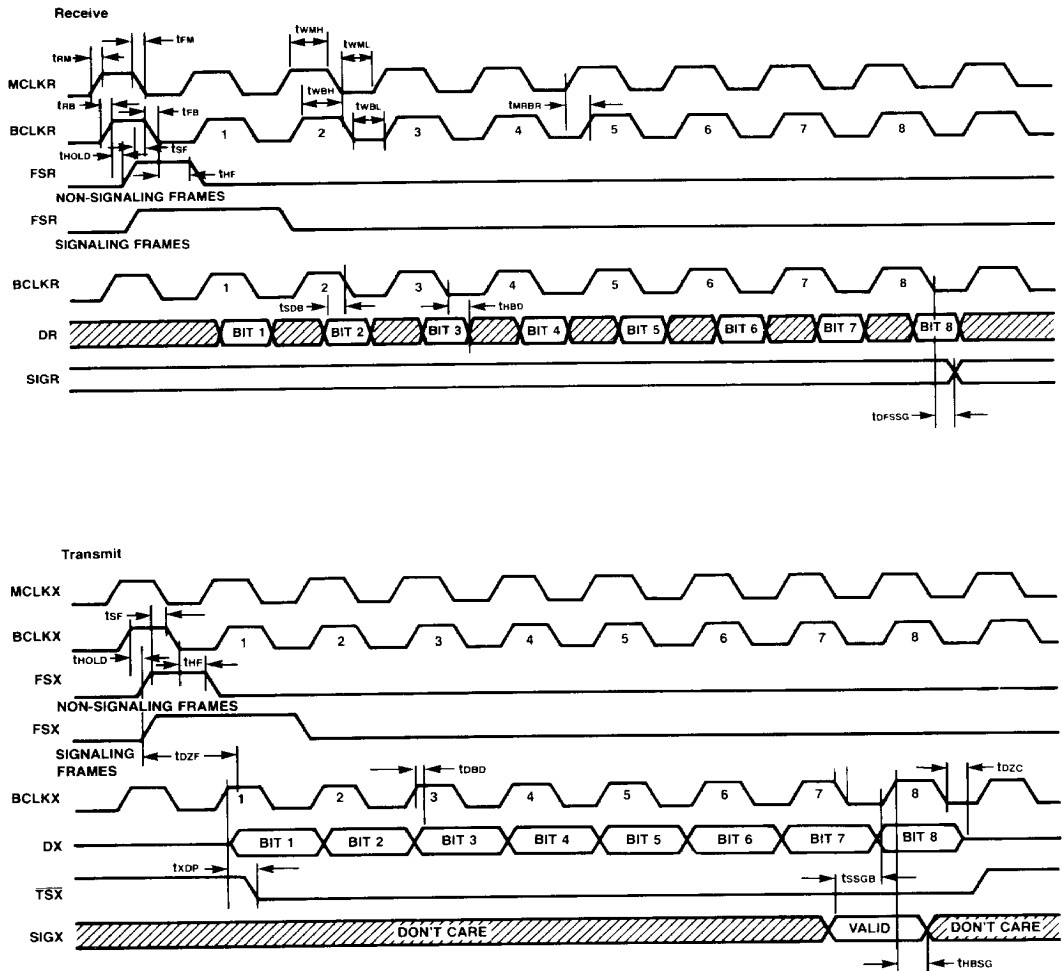 Receive
tRM
tFM
tWMH
tWML
MCLKR
tRB
tFB
tWBH
tWBL
tMRBR
BCLKR
1 2 3 4 5 6 7 8
tHOLD
tSF
tHF
FSR
NON-SIGNALING FRAMES
FSR
SIGNALING FRAMES
BCLKR
1 2 3 4 5 6 7 8
tSDB
tHBD
DR
BIT 1 BIT 2 BIT 3 BIT 4 BIT 5 BIT 6 BIT 7 BIT 8
SIGR
tDFSSG
Transmit
MCLKX
tSF
BCLKX
1 2 3 4 5 6 7 8
tHOLD
tHF
FSX
NON-SIGNALING FRAMES
FSX
SIGNALING
FRAMES
tDZF
tDBD
tDZC
BCLKX
1 2 3 4 5 6 7 8
DX
BIT 1 BIT 2 BIT 3 BIT 4 BIT 5 BIT 6 BIT 7 BIT 8
tXDP
tSSGB
TSX
SIGX
DON'T CARE VALID DON'T CARE
tHBSG